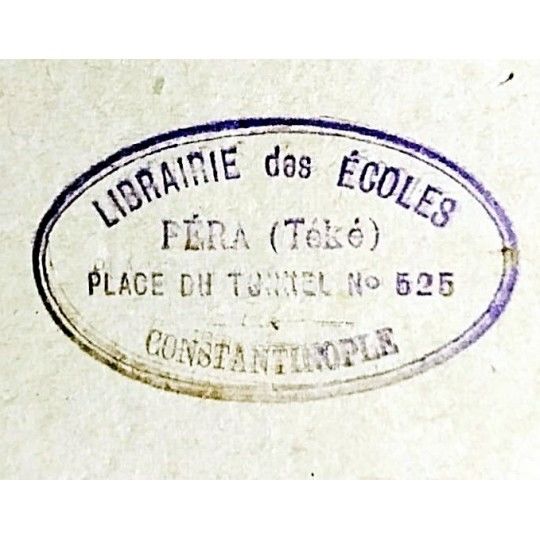 LIBRAIRIE des ÉCOLES
PÉRA (Téké)
PLACE DU TUNNEL No 525
CONSTANTINOPLE